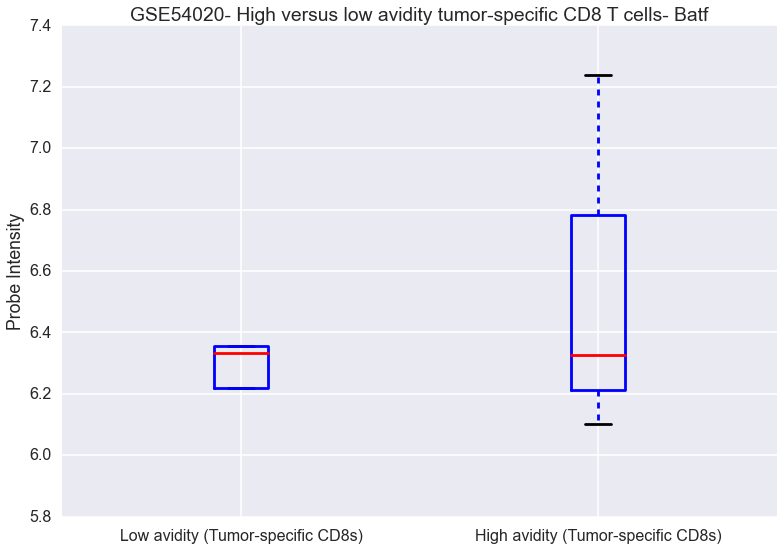 GSE54020- High versus low avidity tumor-specific CD8 T cells- Batf
7.4
7.2
7.0
6.8
6.6
6.4
6.2
6.0
5.8
Probe Intensity
Low avidity (Tumor-specific CD8s)
High avidity (Tumor-specific CD8s)